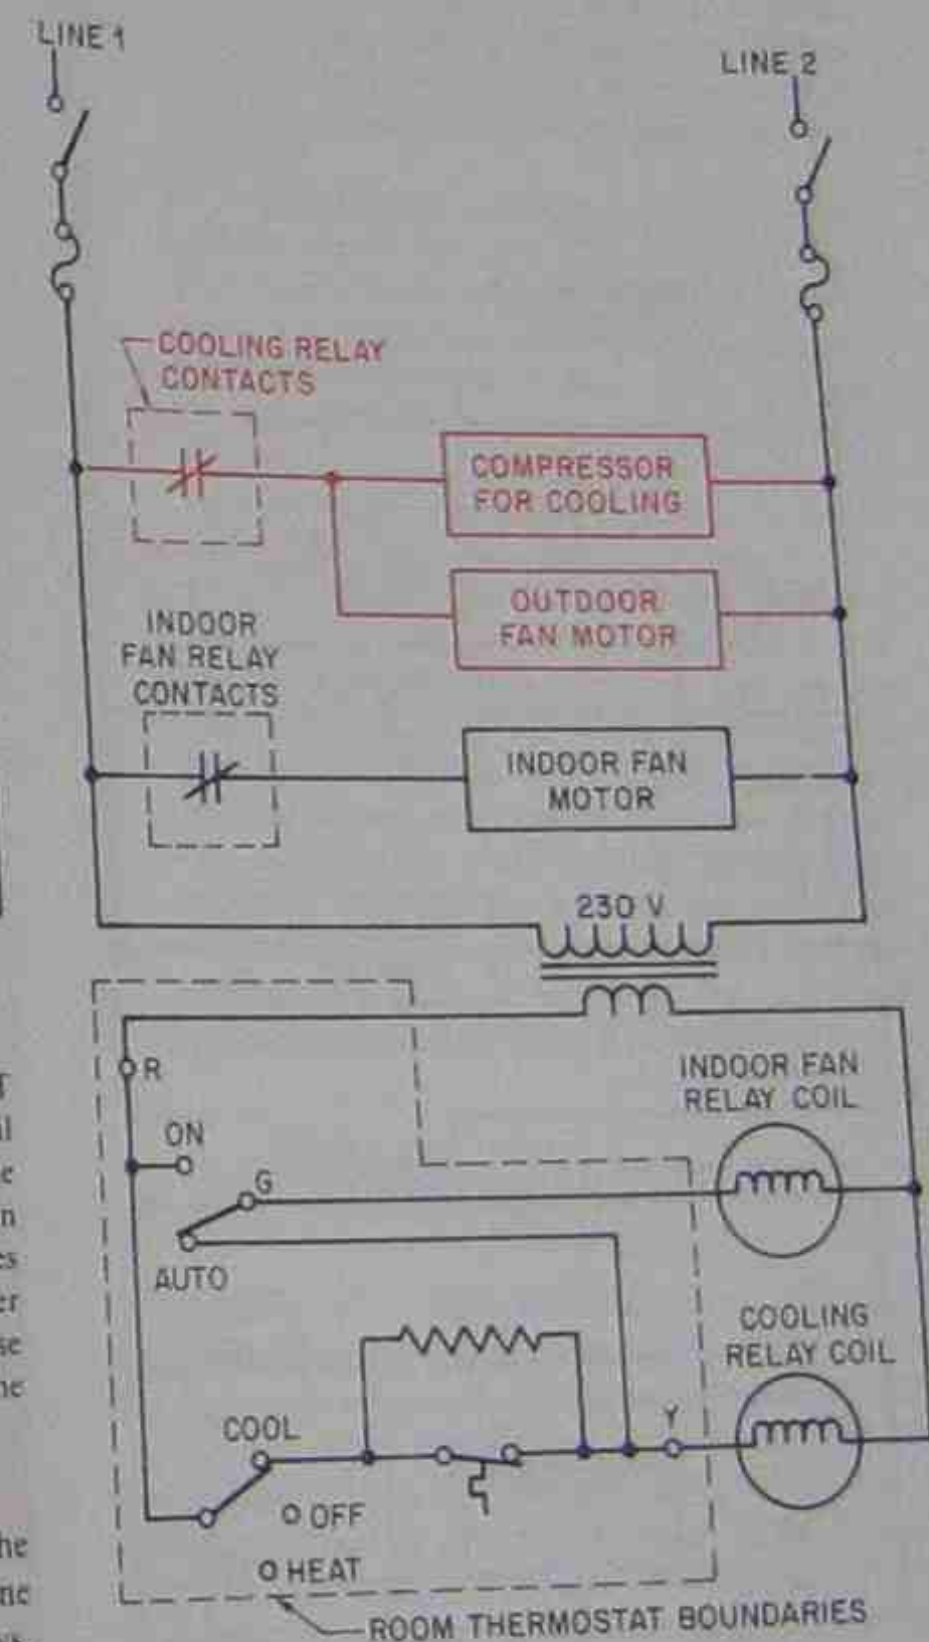 LINE 1
LINE 2
COOLING RELAY
CONTACTS
COMPRESSOR
FOR COOLING
OUTDOOR
FAN MOTOR
INDOOR
FAN RELAY
CONTACTS
INDOOR FAN
MOTOR
230 V
R
INDOOR FAN
RELAY COIL
ON
G
AUTO
COOLING
RELAY COIL
COOL
Y
OFF
HEAT
ROOM THERMOSTAT BOUNDARIES